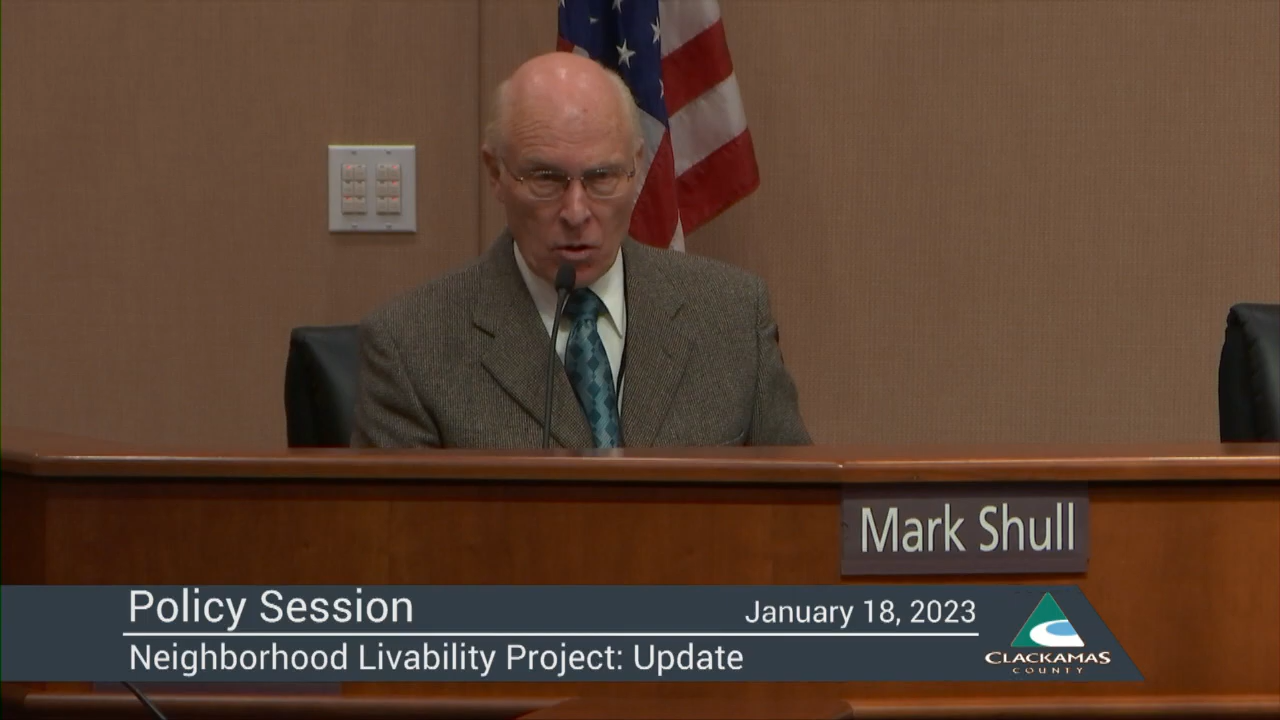 Mark Shull
Policy Session
January 18, 2023
Neighborhood Livability Project: Update
CLACKAMAS
COUNTY